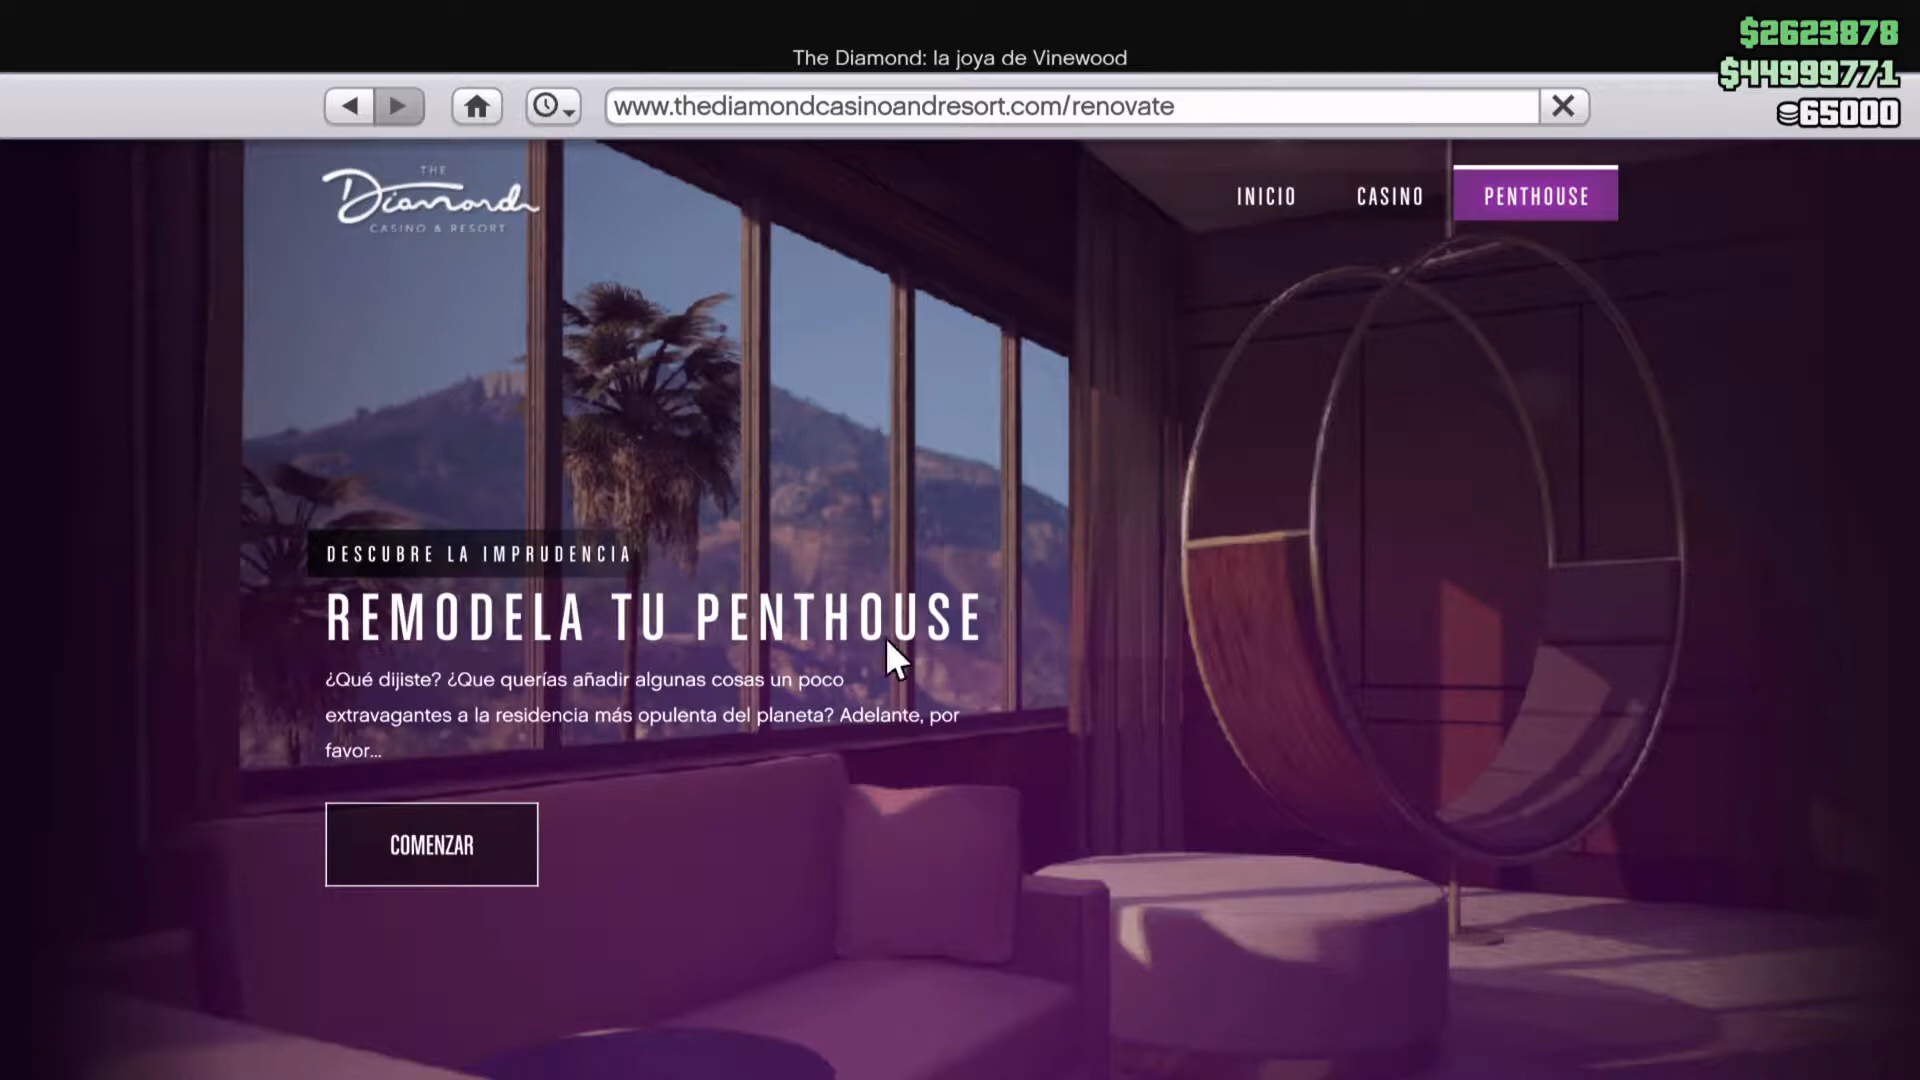 $2623878
The Diamond: la joya de Vinewood
$44999771
www.thediamondcasinoandresort.com/renovate
65000
THE
Diamond
CASINO & RESORT
INICIO
CASINO
PENTHOUSE
DESCUBRE LA IMPRUDENCIA
REMODELA TU PENTHOUSE
¿Qué dijiste? ¿Que querías añadir algunas cosas un poco
extravagantes a la residencia más opulenta del planeta? Adelante, por
favor...
COMENZAR